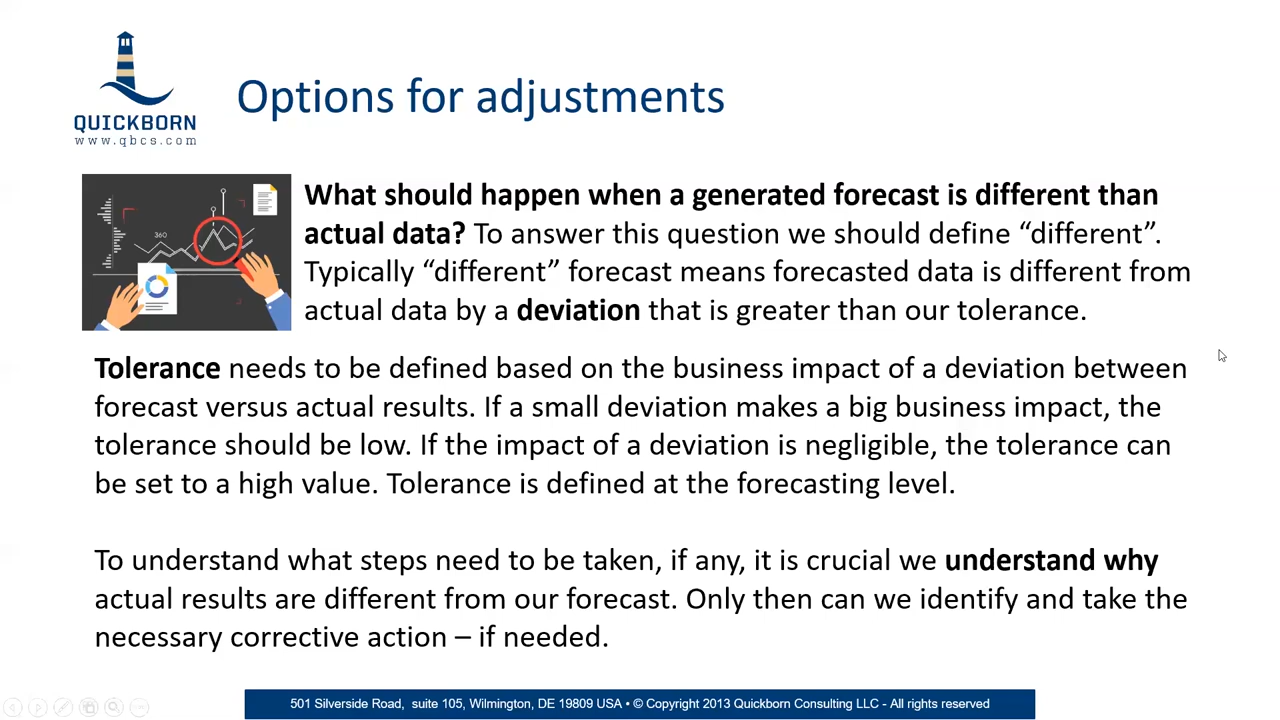 QUICKBORN
www.qbcs.com
Options for adjustments
360
What should happen when a generated forecast is different than
actual data? To answer this question we should define “different”.
Typically “different” forecast means forecasted data is different from
actual data by a deviation that is greater than our tolerance.
Tolerance needs to be defined based on the business impact of a deviation between
forecast versus actual results. If a small deviation makes a big business impact, the
tolerance should be low. If the impact of a deviation is negligible, the tolerance can
be set to a high value. Tolerance is defined at the forecasting level.
To understand what steps need to be taken, if any, it is crucial we understand why
actual results are different from our forecast. Only then can we identify and take the
necessary corrective action – if needed.
501 Silverside Road, suite 105, Wilmington, DE 19809 USA • © Copyright 2013 Quickborn Consulting LLC - All rights reserved